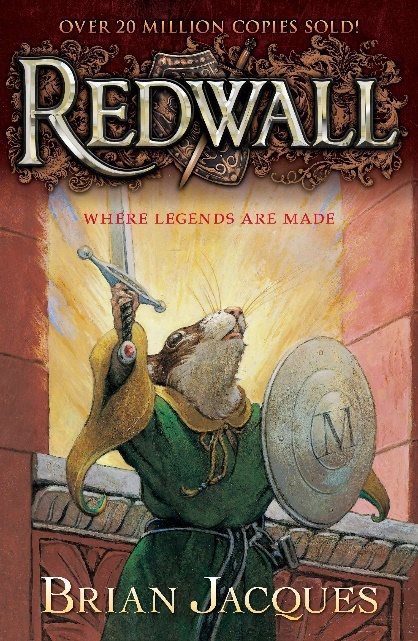 OVER 20 MILLION COPIES SOLD!
REDWALL
WHERE LEGENDS ARE MADE
M
BRIAN JACQUES